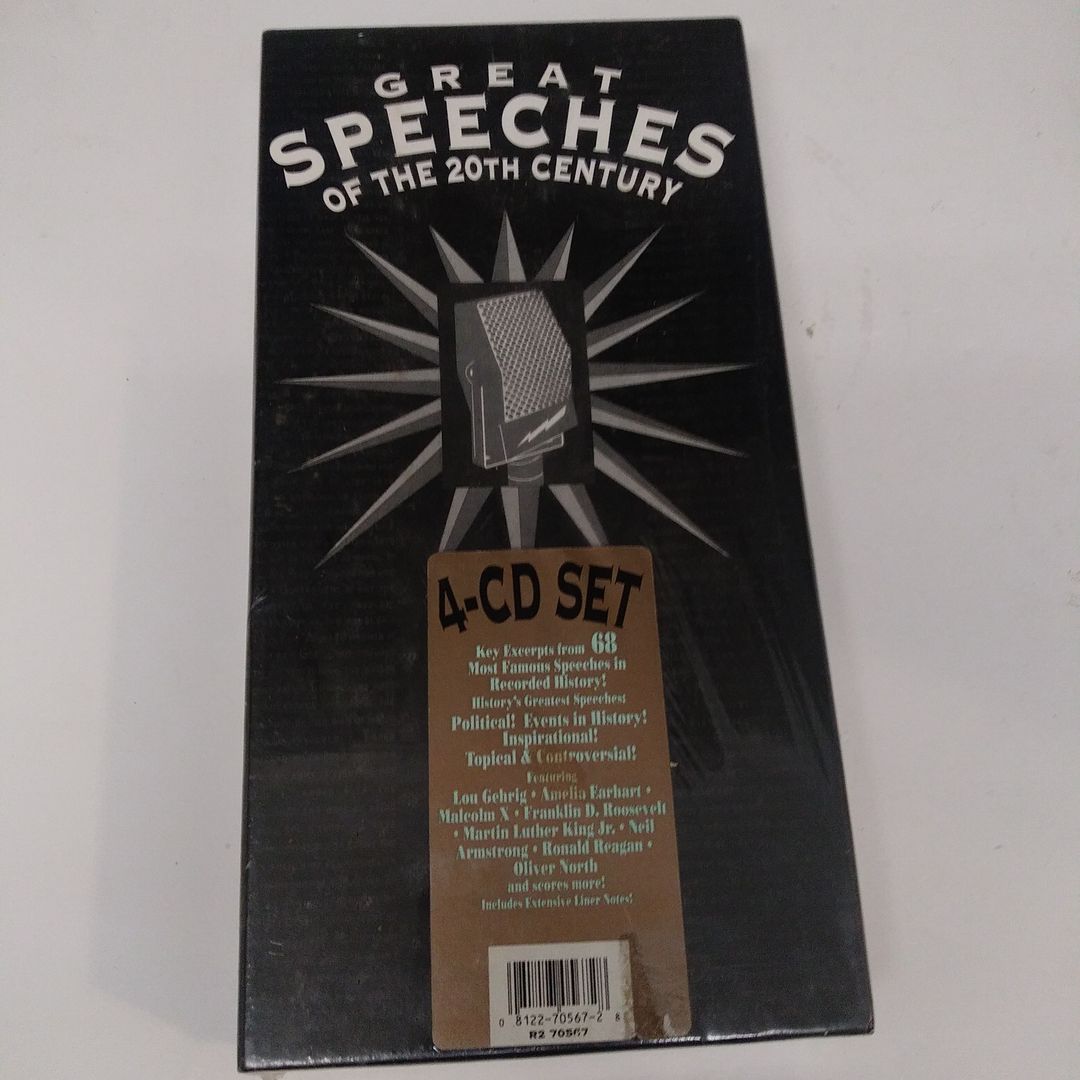 GREAT
SPEECHES
OF THE 20TH CENTURY
4-CD SET
Key Excerpts from 68
Most Famous Speeches in
Recorded History!
History's Greatest Speeches!
Political! Events in History!
Inspirational!
Topical & Controversial!
Featuring
Lou Gehrig • Amelia Earhart •
Malcolm X • Franklin D. Roosevelt
• Martin Luther King Jr. • Neil
Armstrong • Ronald Reagan •
Oliver North
and scores more!
Includes Extensive Liner Notes!
0 8122-70567-2 8
R2 70567